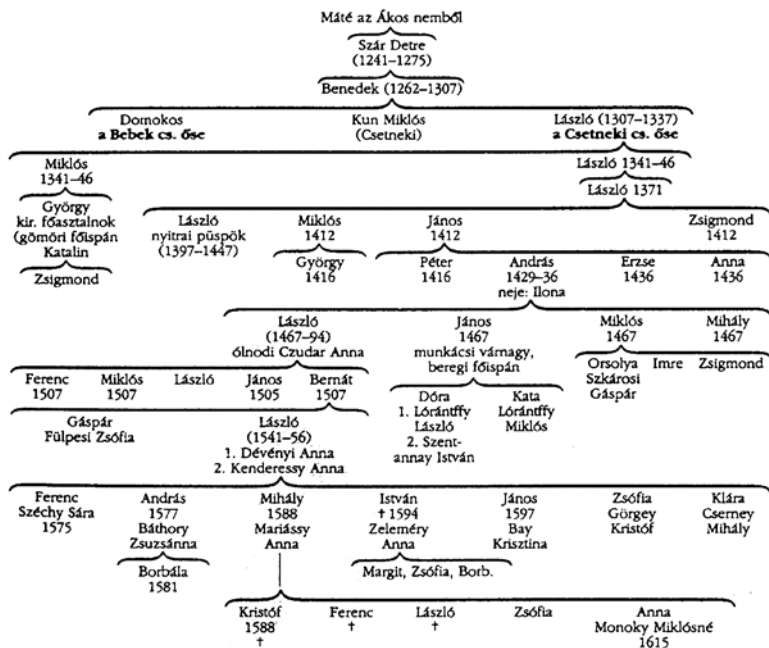 Máté az Ákos nemből
Szár Detre
(1241–1275)
Benedek (1262–1307)
Domokos
a Bebek cs. őse
Kun Miklós
(Csetneki)
László (1307–1337)
a Csetneki cs. őse
Miklós
1341–46
László 1341–46
László 1371
György
kir. főasztalnok
(gömöri főispán
Katalin
Zsigmond
László
nyitrai püspök
(1397–1447)
Miklós
1412
János
1412
Zsigmond
1412
György
1416
Péter
1416
András
1429–36
neje: Ilona
Erzse
1436
Anna
1436
László
(1467–94)
ólnodi Czudar Anna
János
1467
munkácsi várnagy,
beregi főispán
Miklós
1467
Mihály
1467
Orsolya
Szkárosi
Gáspár
Imre
Zsigmond
Ferenc
1507
Miklós
1507
László
János
1505
Bernát
1507
Dóra
1. Lórántffy
László
2. Szent-
annay István
Kata
Lórántffy
Miklós
Gáspár
Fülpesi Zsófia
László
(1541–56)
1. Dévényi Anna
2. Kenderessy Anna
Ferenc
Széchy Sára
1575
András
1577
Báthory
Zsuzsánna
Mihály
1588
Mariássy
Anna
István
† 1594
Zeleméry
Anna
János
1597
Bay
Krisztina
Zsófia
Görgey
Kristóf
Klára
Cserney
Mihály
Borbála
1581
Margit, Zsófia, Borb.
Kristóf
1588
†
Ferenc
†
László
†
Zsófia
Anna
Monoky Miklósné
1615